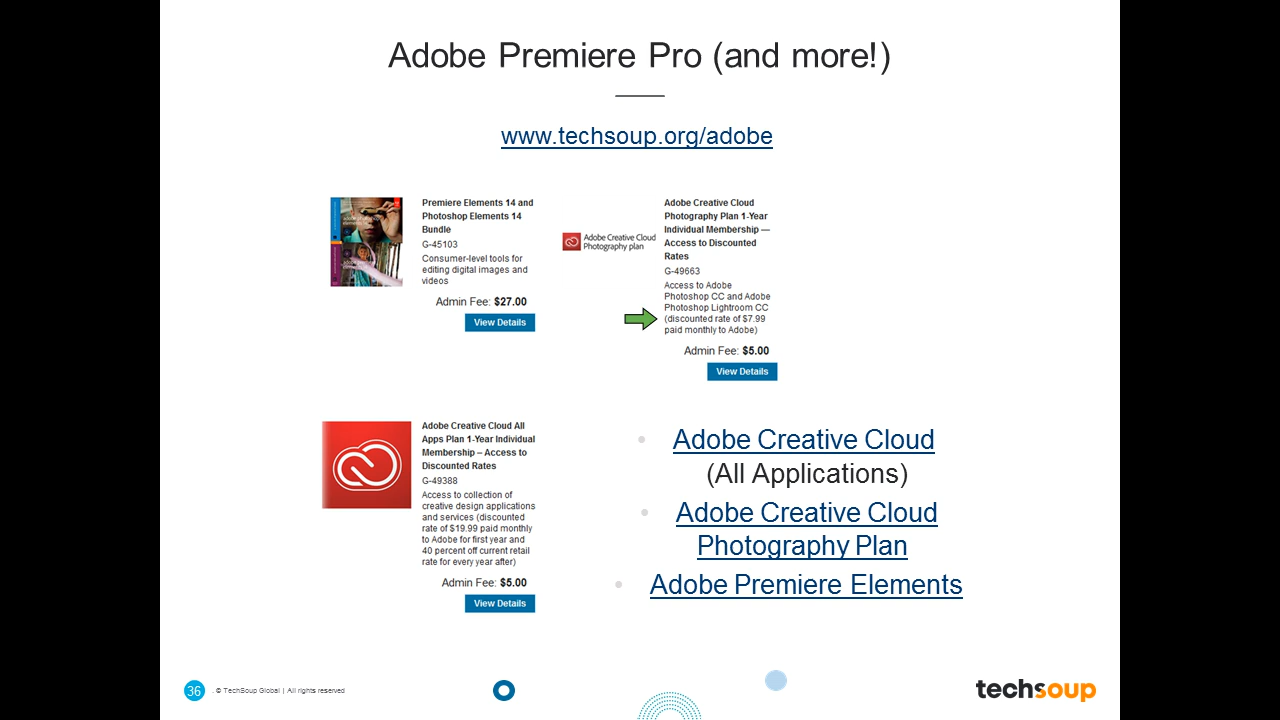 Adobe Premiere Pro (and more!)
www.techsoup.org/adobe
Premiere Elements 14 and
Photoshop Elements 14
Bundle
G-45103
Consumer-level tools for
editing digital images and
videos
Admin Fee: $27.00
View Details
Adobe Creative Cloud
Photography plan
Adobe Creative Cloud
Photography Plan 1-Year
Individual Membership —
Access to Discounted
Rates
G-49663
Access to Adobe
Photoshop CC and Adobe
Photoshop Lightroom CC
(discounted rate of $7.99
paid monthly to Adobe)
Admin Fee: $5.00
View Details
Adobe Creative Cloud All
Apps Plan 1-Year Individual
Membership – Access to
Discounted Rates
G-49388
Access to collection of
creative design applications
and services (discounted
rate of $19.99 paid monthly
to Adobe for first year and
40 percent off current retail
rate for every year after)
Admin Fee: $5.00
View Details
• Adobe Creative Cloud
(All Applications)
• Adobe Creative Cloud
Photography Plan
• Adobe Premiere Elements
36 . © TechSoup Global | All rights reserved
techsoup